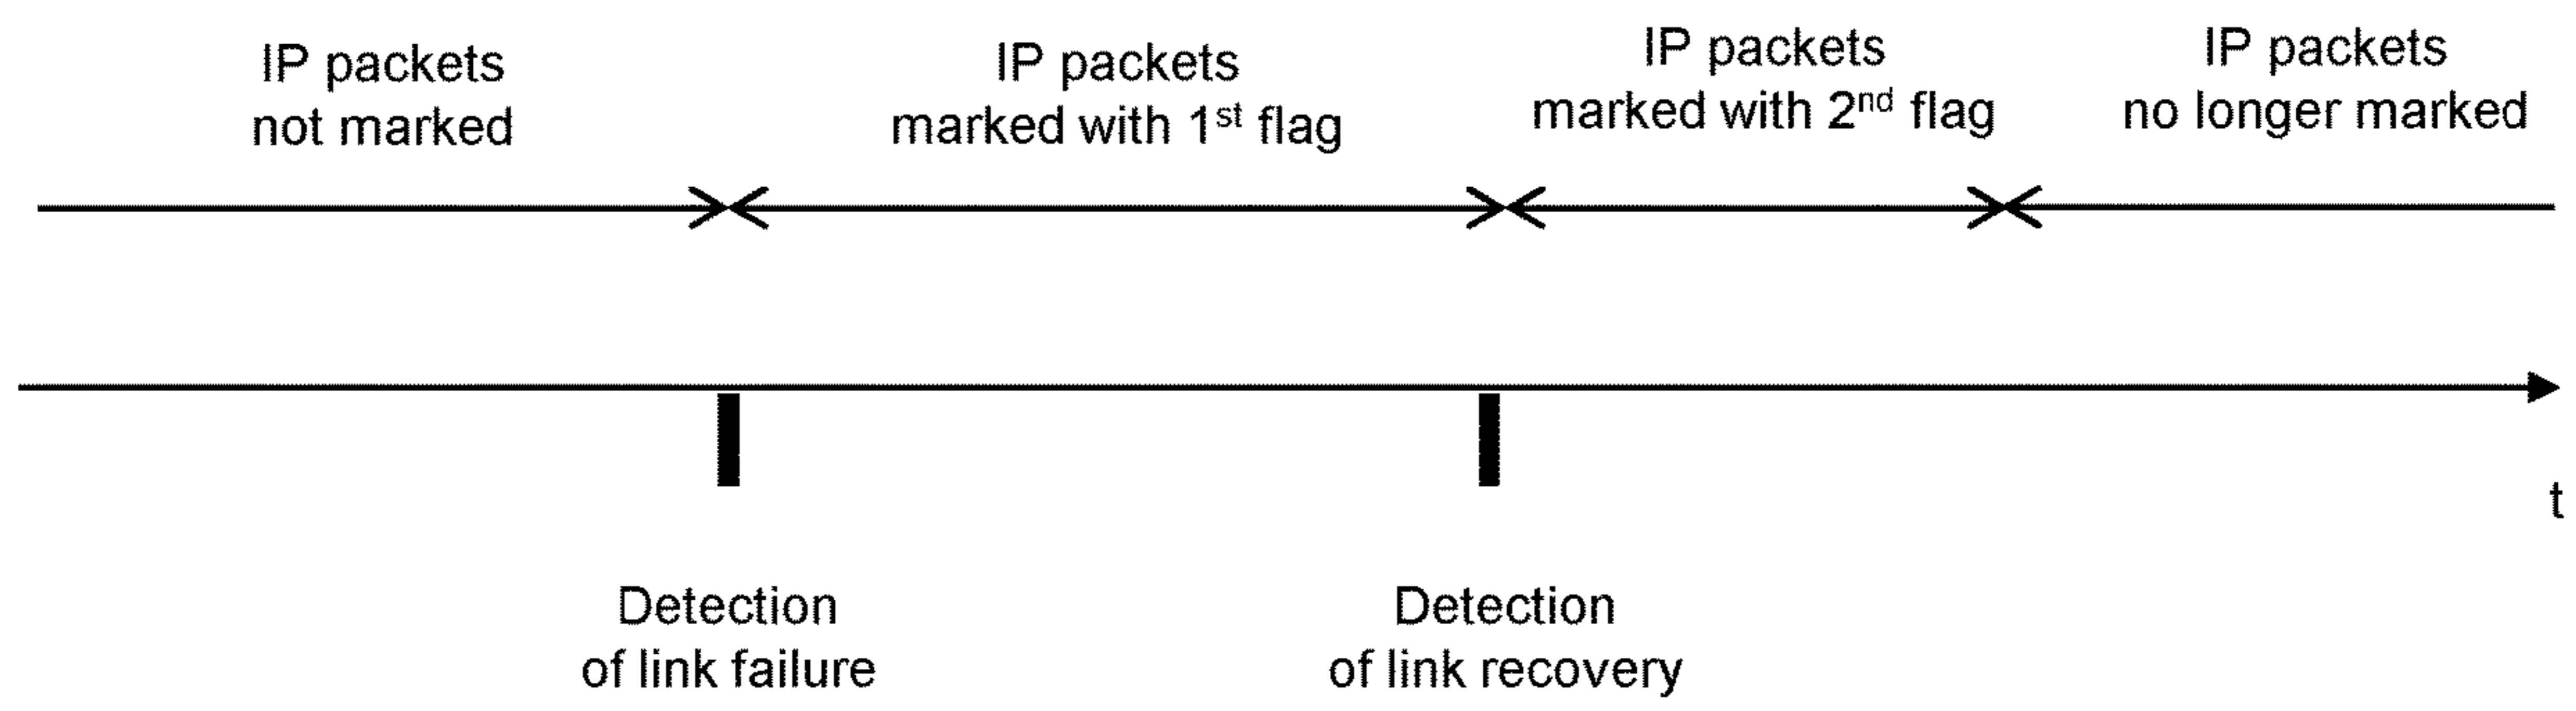 IP packets
not marked
IP packets
marked with 1st flag
IP packets
marked with 2nd flag
IP packets
no longer marked
t
Detection
of link failure
Detection
of link recovery